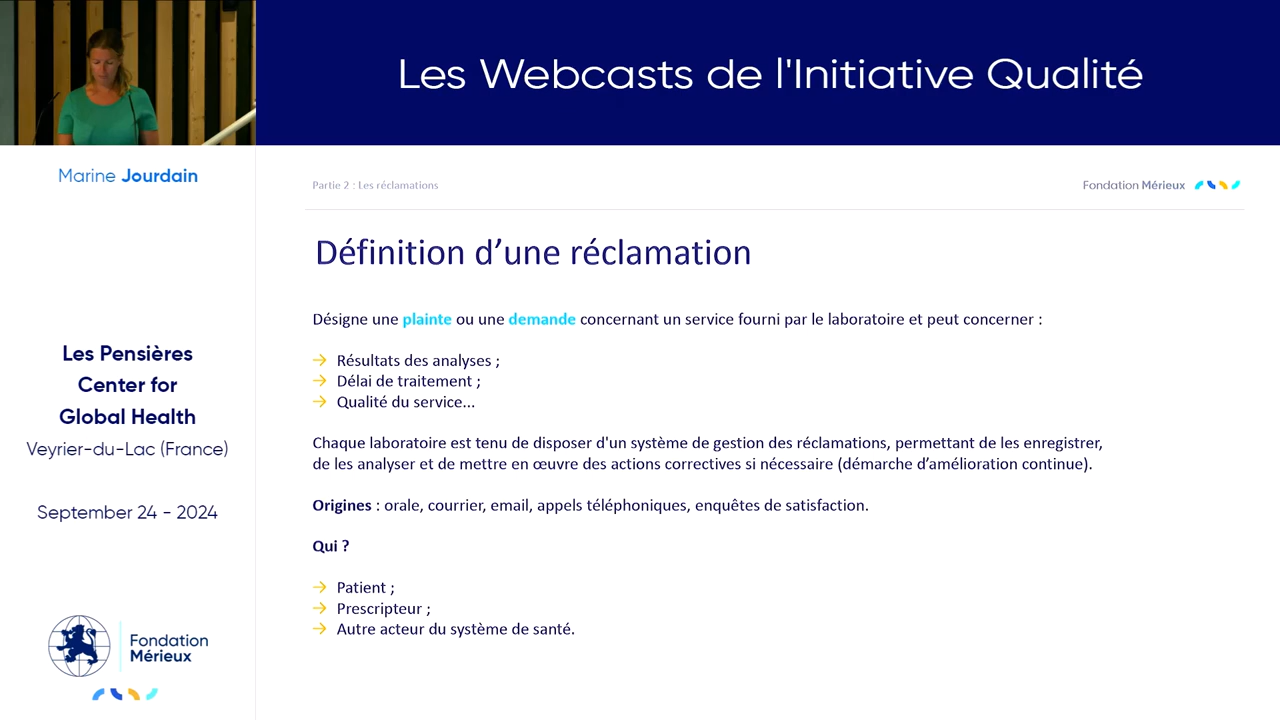 Les Webcasts de l'Initiative Qualité
Marine Jourdain
Les Pensières
Center for
Global Health
Veyrier-du-Lac (France)
September 24 - 2024
Fondation
Mérieux
Partie 2 : Les réclamations
Fondation Mérieux
Définition d’une réclamation
Désigne une plainte ou une demande concernant un service fourni par le laboratoire et peut concerner :
→ Résultats des analyses ;
→ Délai de traitement ;
→ Qualité du service...
Chaque laboratoire est tenu de disposer d'un système de gestion des réclamations, permettant de les enregistrer,
de les analyser et de mettre en œuvre des actions correctives si nécessaire (démarche d’amélioration continue).
Origines : orale, courrier, email, appels téléphoniques, enquêtes de satisfaction.
Qui ?
→ Patient ;
→ Prescripteur ;
→ Autre acteur du système de santé.